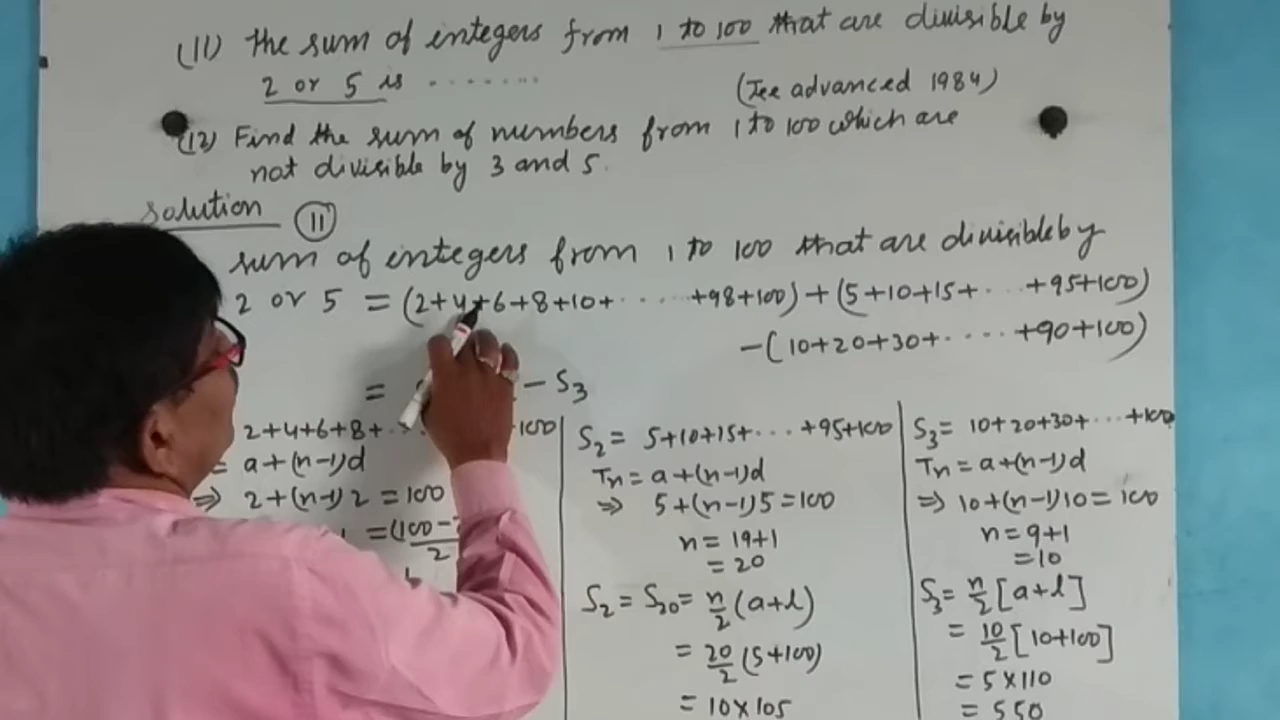 (11) The sum of integers from 1 to 100 that are divisible by
2 or 5 is ........
(Jee advanced 1984)
(12) Find the sum of numbers from 1 to 100 which are
not divisible by 3 and 5.
Solution (11)
sum of integers from 1 to 100 that are divisible by
2 or 5 = (2+4+6+8+10+ ..... +98+100) + (5+10+15+ ... +95+100)
-(10+20+30+ ..... +90+100)
= - S3
2+4+6+8+ 100
= a+(n-1)d
⇒ 2+(n-1)2 = 100
= (100-
2
S2 = 5+10+15+ ... +95+100
Tn = a+(n-1)d
⇒ 5+(n-1)5=100
n = 19+1
= 20
S2 = S20 = n/2 (a+l)
= 20/2 (5+100)
= 10×105
S3 = 10+20+30+ ... +100
Tn = a+(n-1)d
⇒ 10+(n-1)10 = 100
n = 9+1
=10
S3 = n/2 [a+l]
= 10/2 [10+100]
= 5×110
= 550